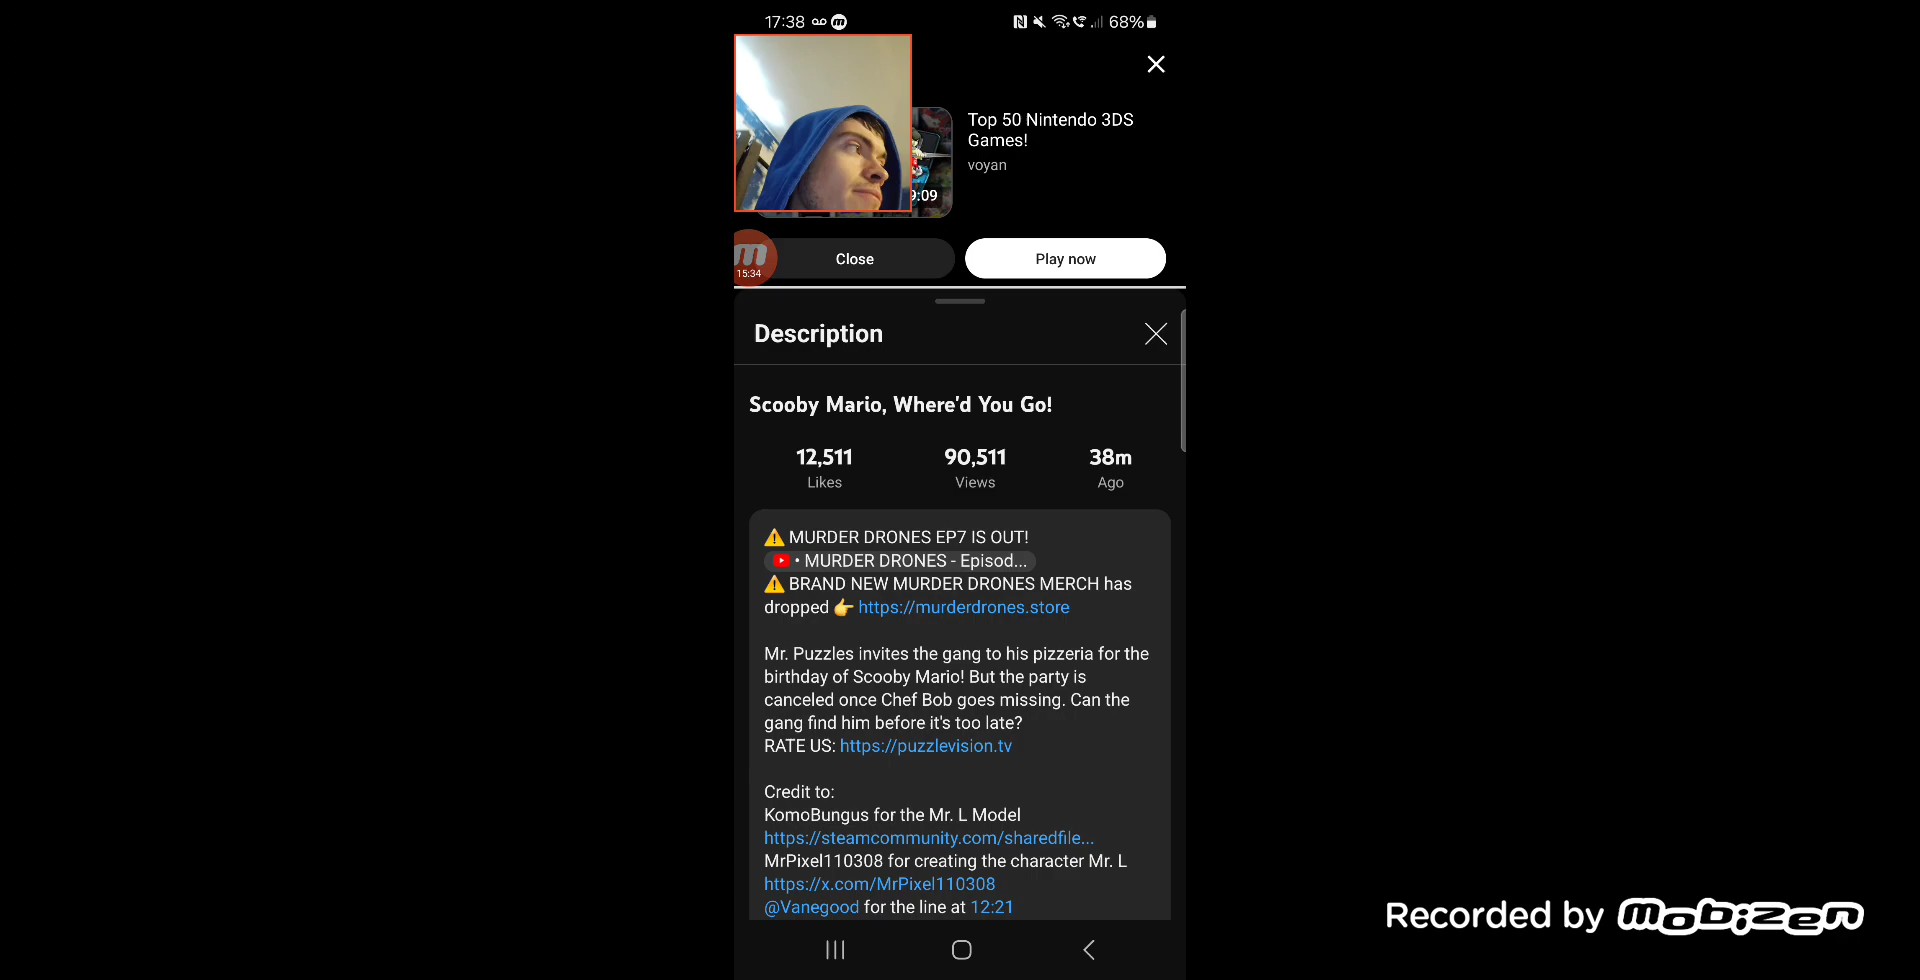 17:38 68%
Top 50 Nintendo 3DS
Games!
voyan
9:09
Close Play now
15:34
Description
Scooby Mario, Where'd You Go!
12,511 90,511 38m
Likes Views Ago
⚠️ MURDER DRONES EP7 IS OUT!
• MURDER DRONES - Episod...
⚠️ BRAND NEW MURDER DRONES MERCH has
dropped 👉 https://murderdrones.store
Mr. Puzzles invites the gang to his pizzeria for the
birthday of Scooby Mario! But the party is
canceled once Chef Bob goes missing. Can the
gang find him before it's too late?
RATE US: https://puzzlevision.tv
Credit to:
KomoBungus for the Mr. L Model
https://steamcommunity.com/sharedfile...
MrPixel110308 for creating the character Mr. L
https://x.com/MrPixel110308
@Vanegood for the line at 12:21
Recorded by mobizen